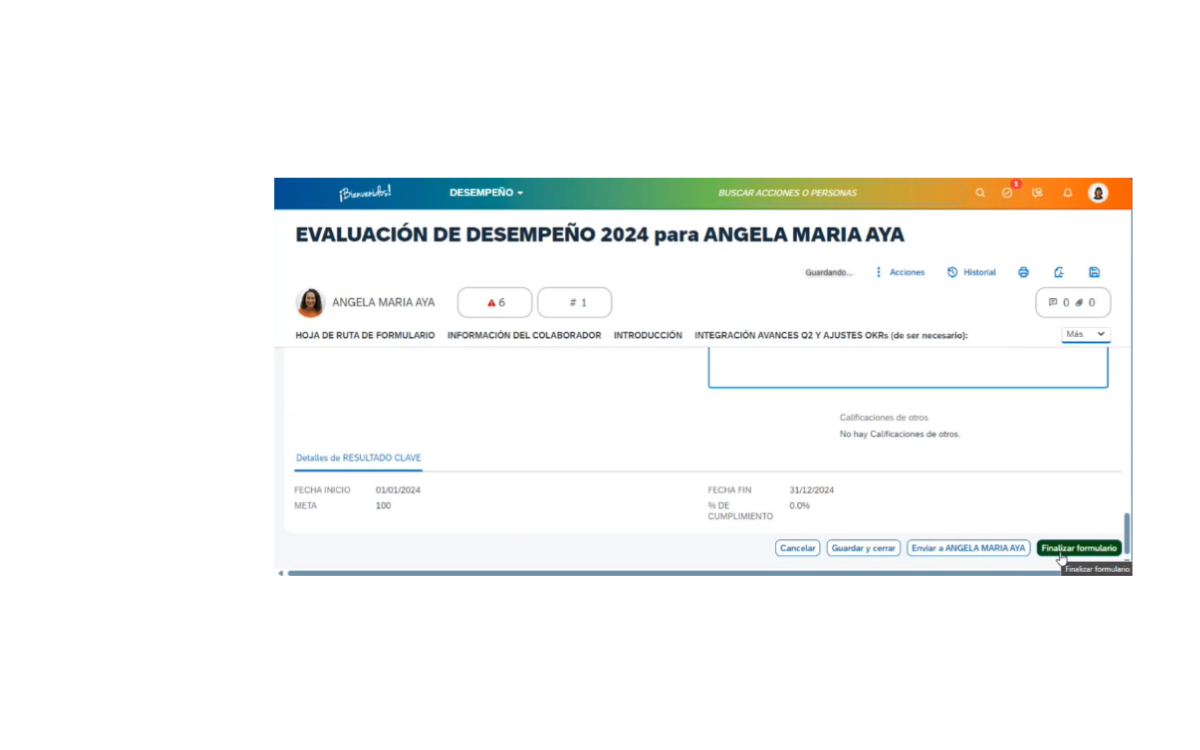 ¡Bienvenidos!
DESEMPEÑO
BUSCAR ACCIONES O PERSONAS
1
EVALUACIÓN DE DESEMPEÑO 2024 para ANGELA MARIA AYA
Guardando...
Acciones
Historial
ANGELA MARIA AYA
6
# 1
0
0
HOJA DE RUTA DE FORMULARIO
INFORMACIÓN DEL COLABORADOR
INTRODUCCIÓN
INTEGRACIÓN AVANCES Q2 Y AJUSTES OKRs (de ser necesario):
Más
Calificaciones de otros
No hay Calificaciones de otros.
Detalles de RESULTADO CLAVE
FECHA INICIO 01/01/2024
FECHA FIN 31/12/2024
META 100
% DE CUMPLIMIENTO 0.0%
Cancelar
Guardar y cerrar
Enviar a ANGELA MARIA AYA
Finalizar formulario
Finalizar formulario